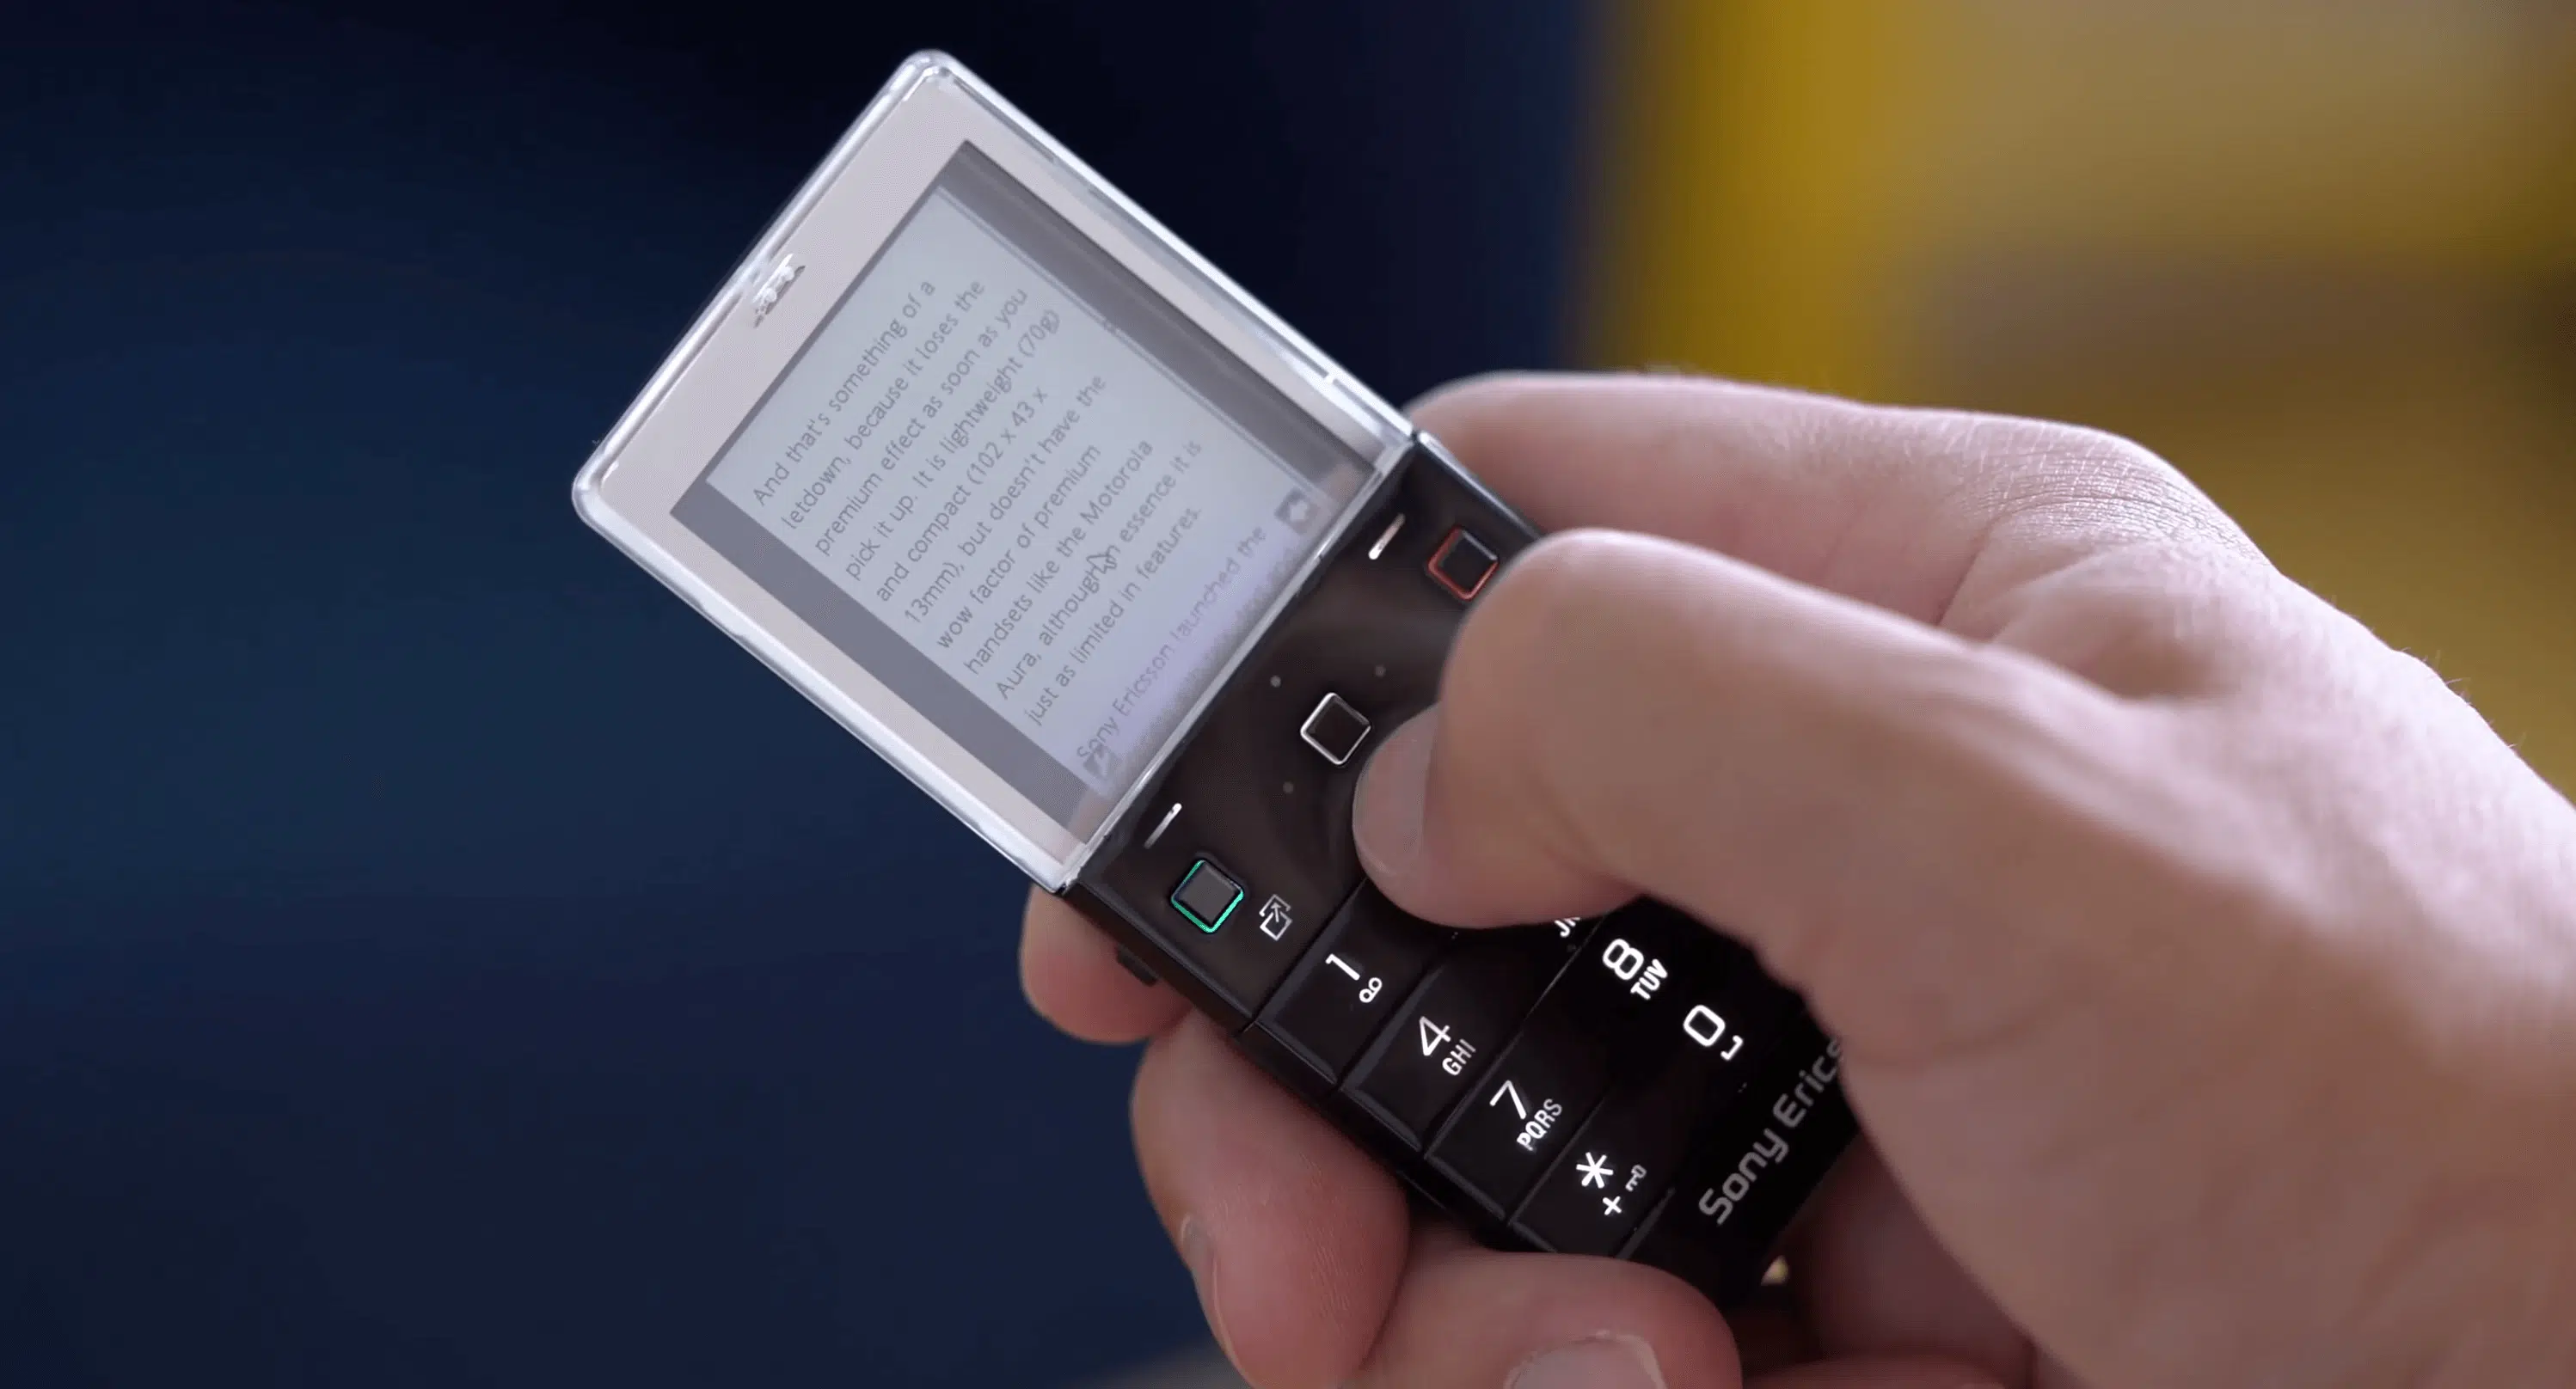 And that's something of a
letdown, because it loses the
premium effect as soon as you
pick it up. It is lightweight (70g)
and compact (102 x 43 x
13mm), but doesn't have the
wow factor of premium
handsets like the Motorola
Aura, although in essence it is
just as limited in features.
Sony Ericsson launched the
1
4 GHI
7 PQRS
8 TUV
* +
0
Sony Erics